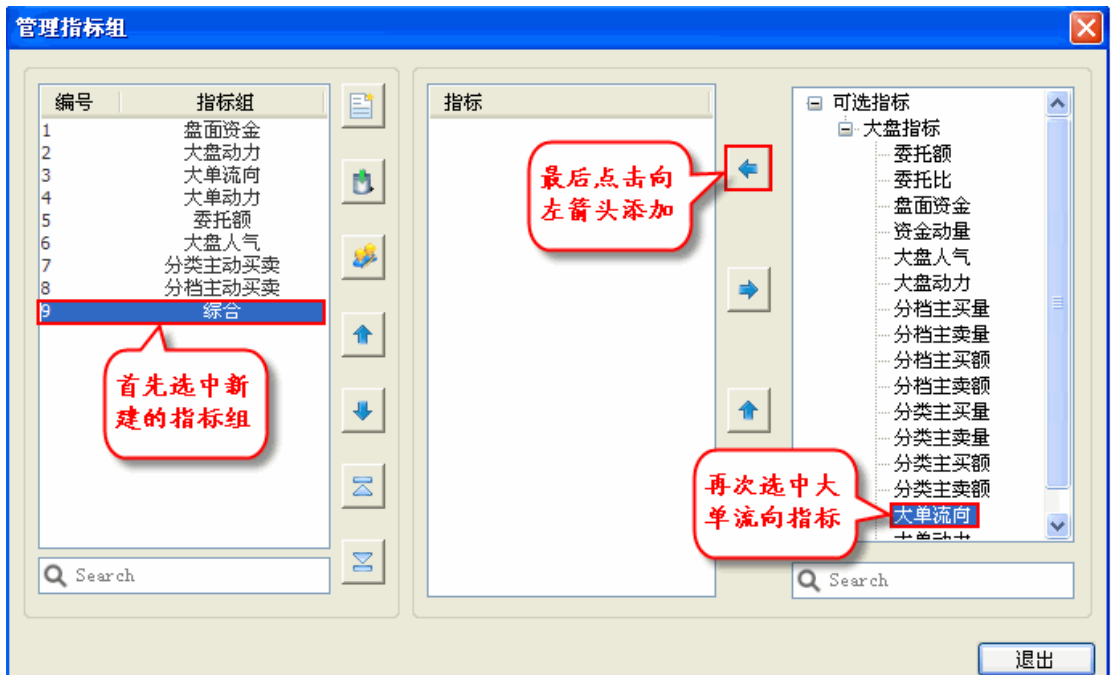 管理指标组
编号 指标组
1 盘面资金
2 大盘动力
3 大单流向
4 大单动力
5 委托额
6 大盘人气
7 分类主动买卖
8 分档主动买卖
9 综合
首先选中新
建的指标组
Search
指标
最后点击向
左箭头添加
再次选中大
单流向指标
可选指标
大盘指标
委托额
委托比
盘面资金
资金动量
大盘人气
大盘动力
分档主买量
分档主卖量
分档主买额
分档主卖额
分类主买量
分类主卖量
分类主买额
分类主卖额
大单流向
Search
退出